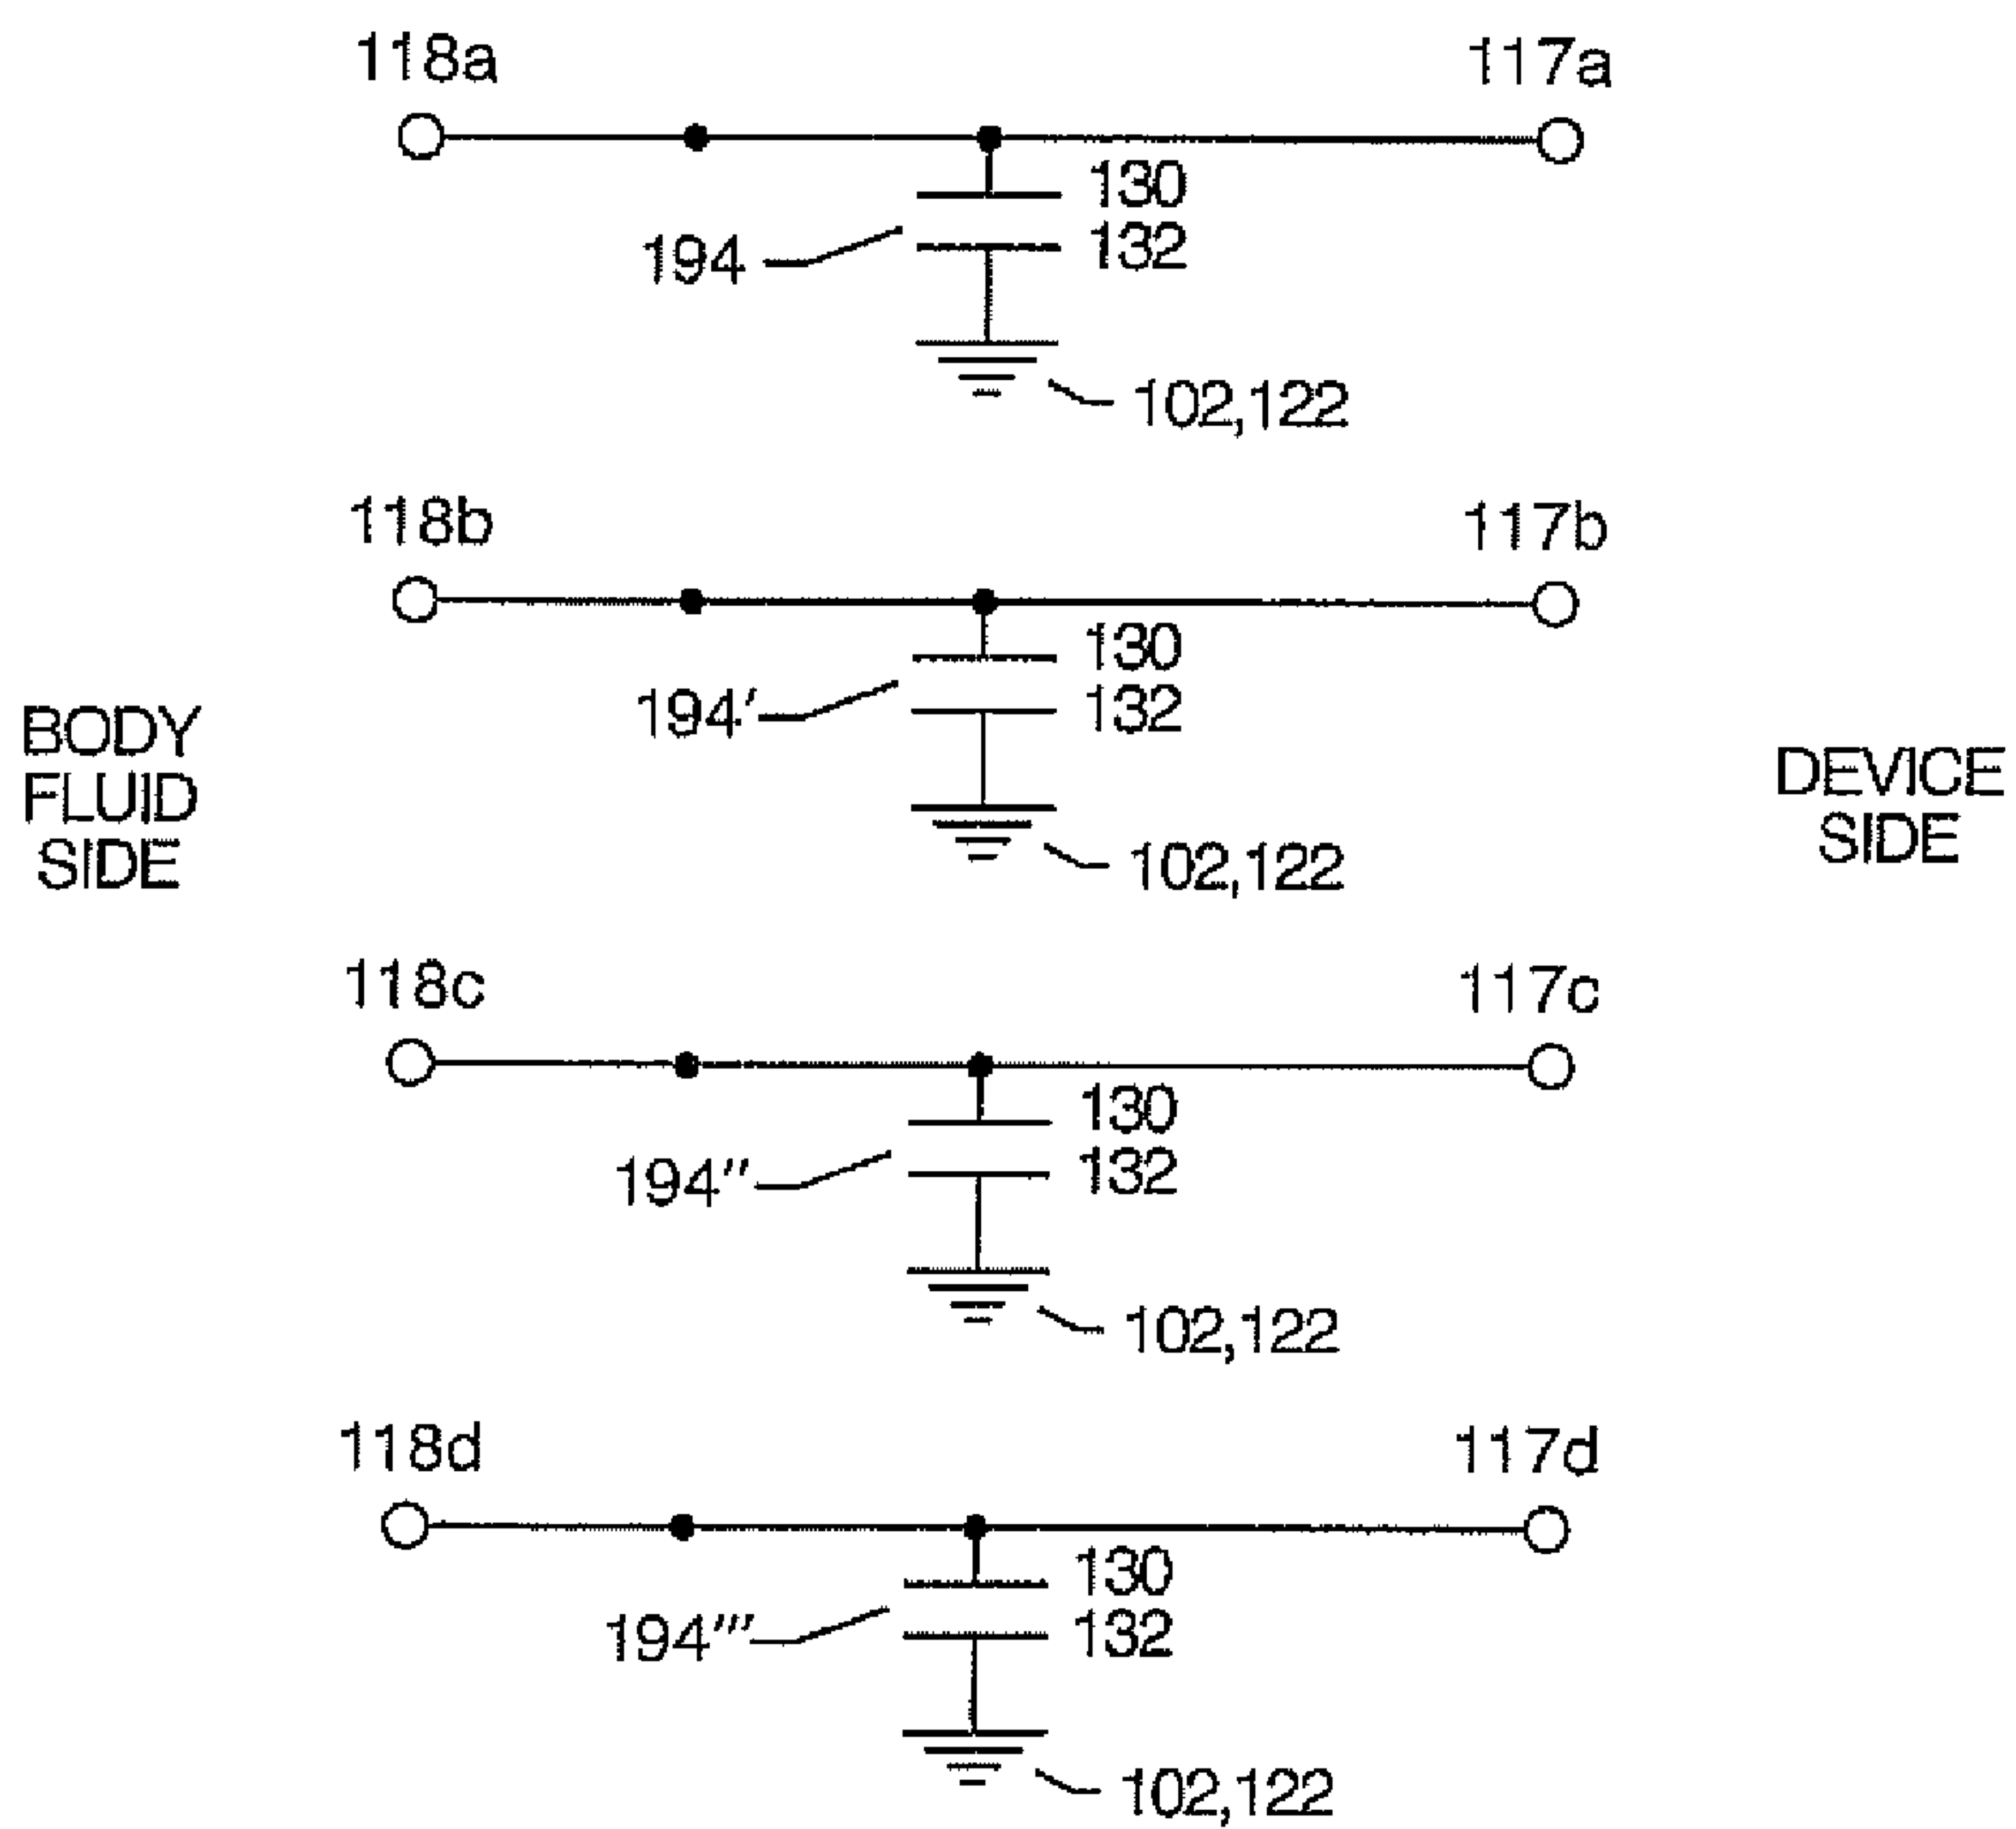 118a
117a
130
132
194
102,122
118b
117b
130
132
194′
102,122
BODY
FLUID
SIDE
DEVICE
SIDE
118c
117c
130
132
194″
102,122
118d
117d
130
132
194‴
102,122